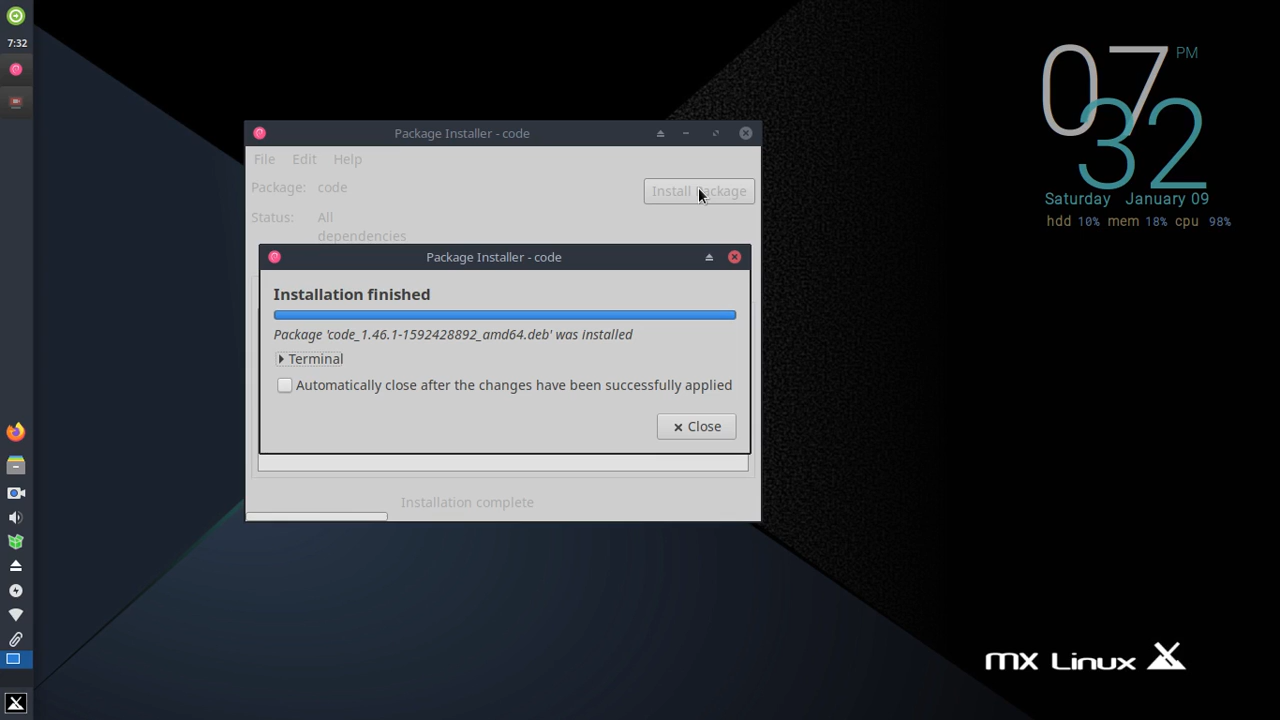 7:32
07 PM
32
Saturday January 09
hdd 10% mem 18% cpu 98%
Package Installer - code
File Edit Help
Package: code
Install Package
Status: All
dependencies
Package Installer - code
Installation finished
Package 'code_1.46.1-1592428892_amd64.deb' was installed
Terminal
Automatically close after the changes have been successfully applied
Close
Installation complete
MX Linux